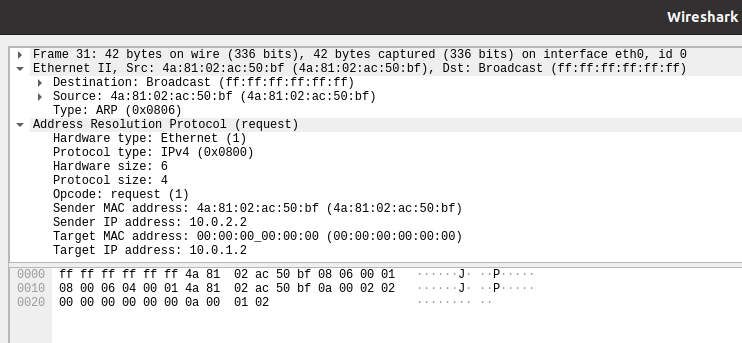 Wireshark
Frame 31: 42 bytes on wire (336 bits), 42 bytes captured (336 bits) on interface eth0, id 0
Ethernet II, Src: 4a:81:02:ac:50:bf (4a:81:02:ac:50:bf), Dst: Broadcast (ff:ff:ff:ff:ff:ff)
Destination: Broadcast (ff:ff:ff:ff:ff:ff)
Source: 4a:81:02:ac:50:bf (4a:81:02:ac:50:bf)
Type: ARP (0x0806)
Address Resolution Protocol (request)
Hardware type: Ethernet (1)
Protocol type: IPv4 (0x0800)
Hardware size: 6
Protocol size: 4
Opcode: request (1)
Sender MAC address: 4a:81:02:ac:50:bf (4a:81:02:ac:50:bf)
Sender IP address: 10.0.2.2
Target MAC address: 00:00:00_00:00:00 (00:00:00:00:00:00)
Target IP address: 10.0.1.2
0000 ff ff ff ff ff ff 4a 81 02 ac 50 bf 08 06 00 01 ······J· ··P·····
0010 08 00 06 04 00 01 4a 81 02 ac 50 bf 0a 00 02 02 ······J· ··P·····
0020 00 00 00 00 00 00 0a 00 01 02 ········ ··